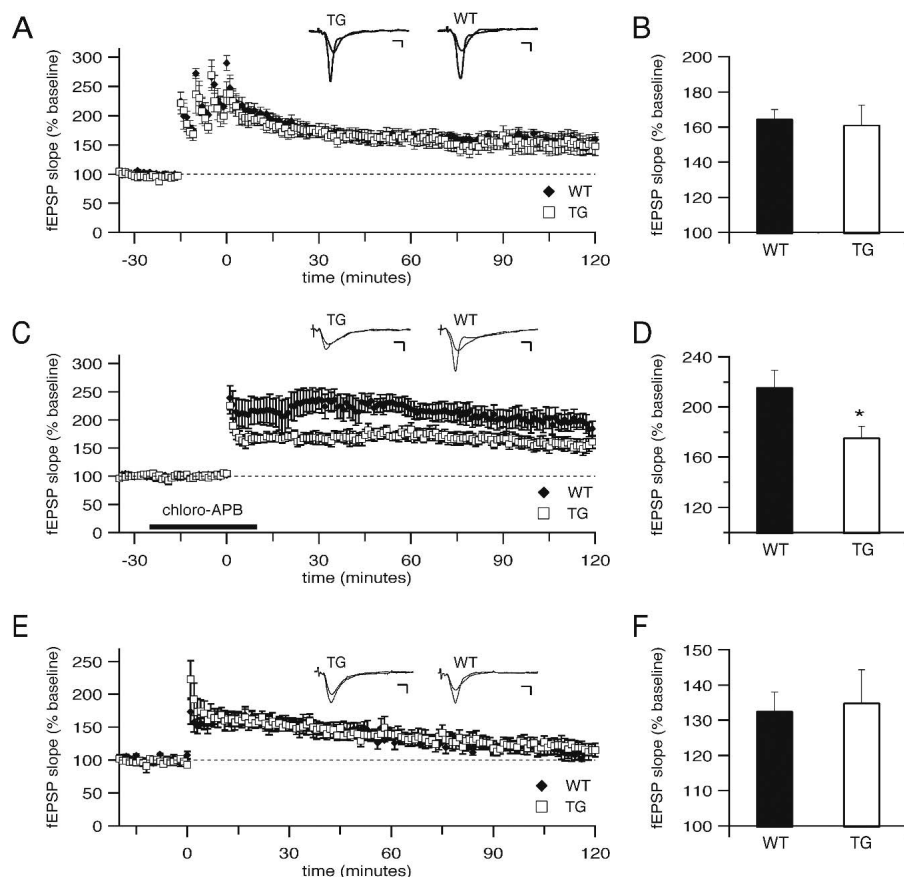 A
TG
WT
fEPSP slope (% baseline)
300
250
200
150
100
50
0
WT
TG
-30
0
30
60
90
120
time (minutes)
B
fEPSP slope (% baseline)
200
180
160
140
120
100
WT
TG
C
TG
WT
fEPSP slope (% baseline)
300
250
200
150
100
50
0
chloro-APB
WT
TG
-30
0
30
60
90
120
time (minutes)
D
fEPSP slope (% baseline)
240
200
160
120
*
WT
TG
E
TG
WT
fEPSP slope (% baseline)
250
200
150
100
50
0
WT
TG
0
30
60
90
120
time (minutes)
F
fEPSP slope (% baseline)
150
140
130
120
110
100
WT
TG